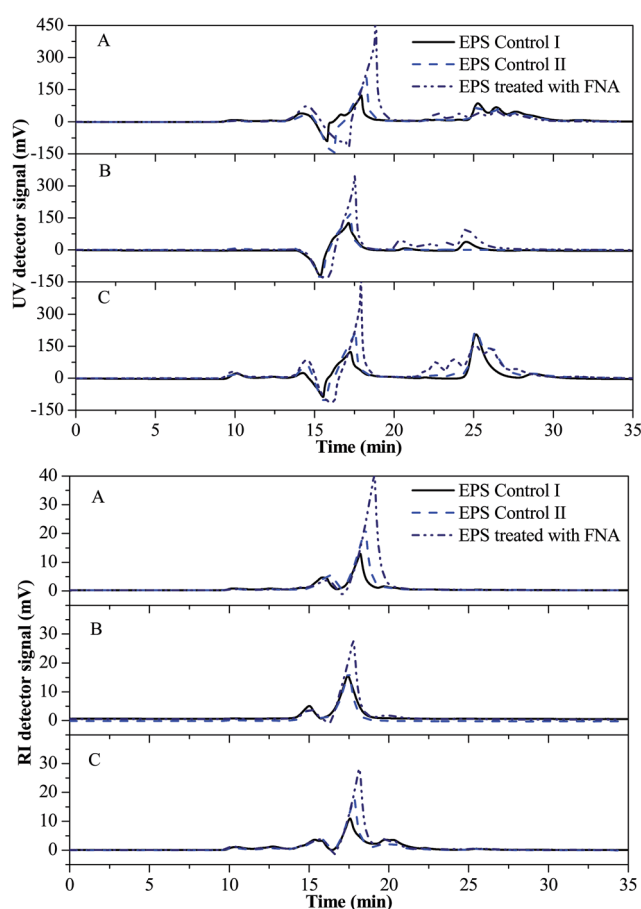 450
A
EPS Control I
EPS Control II
EPS treated with FNA
300
150
0
-150
B
300
150
0
-150
C
300
150
0
-150
0 5 10 15 20 25 30 35
Time (min)
UV detector signal (mV)
40
A
EPS Control I
EPS Control II
EPS treated with FNA
30
20
10
0
B
30
20
10
0
C
30
20
10
0
0 5 10 15 20 25 30 35
Time (min)
RI detector signal (mV)